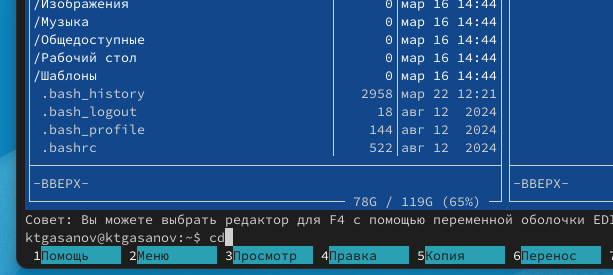 /Изображения 0 мар 16 14:44
/Музыка 0 мар 16 14:44
/Общедоступные 0 мар 16 14:44
/Рабочий стол 0 мар 16 14:44
/Шаблоны 0 мар 16 14:44
.bash_history 2958 мар 22 12:21
.bash_logout 18 авг 12 2024
.bash_profile 144 авг 12 2024
.bashrc 522 авг 12 2024
-ВВЕРХ- -ВВЕРХ-
78G / 119G (65%)
Совет: Вы можете выбрать редактор для F4 с помощью переменной оболочки EDI
ktgasanov@ktgasanov:~$ cd
1Помощь 2Меню 3Просмотр 4Правка 5Копия 6Перенос 7